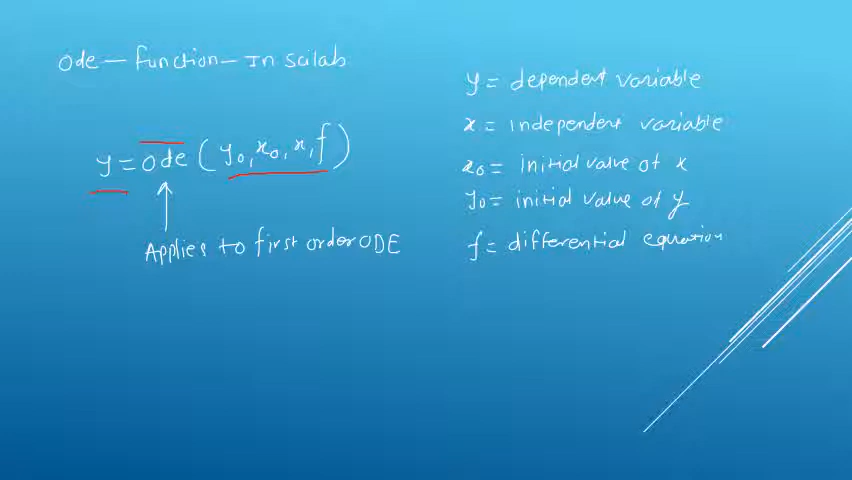 ode - function - In scilab
y = ode (y₀, x₀, x, f)
Applies to first order ODE
y = dependent variable
x = independent variable
x₀ = initial value of x
y₀ = initial value of y
f = differential equation